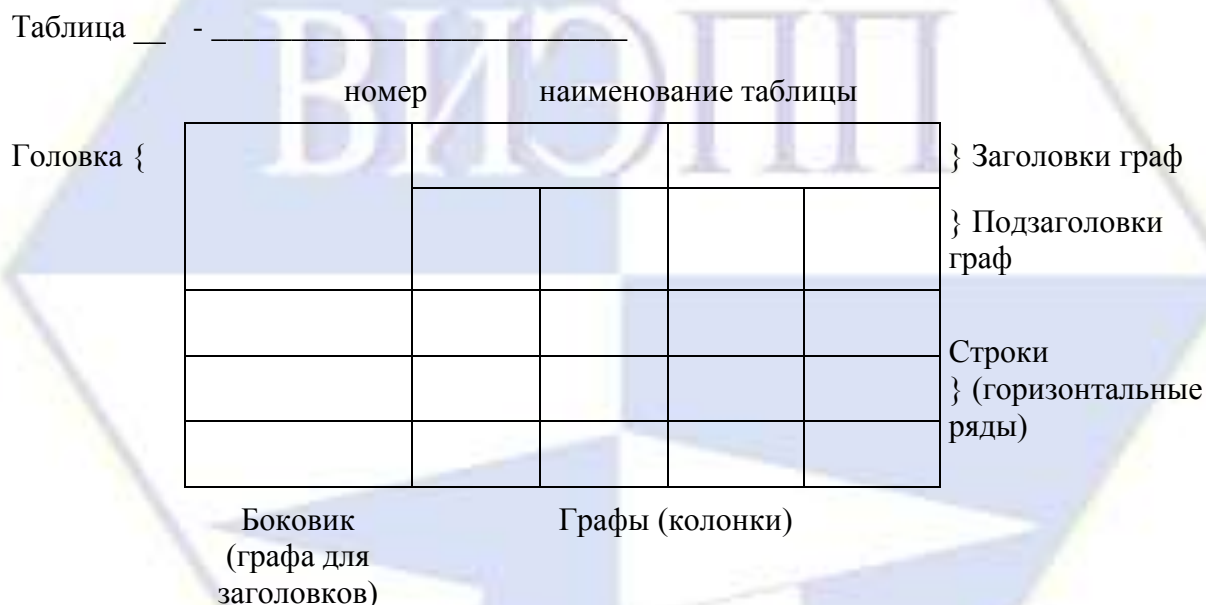 Таблица __ - ___________________________
номер наименование таблицы
ВИЭПП
Головка {
} Заголовки граф
} Подзаголовки
граф
Строки
} (горизонтальные
ряды)
Боковик
(графа для
заголовков)
Графы (колонки)